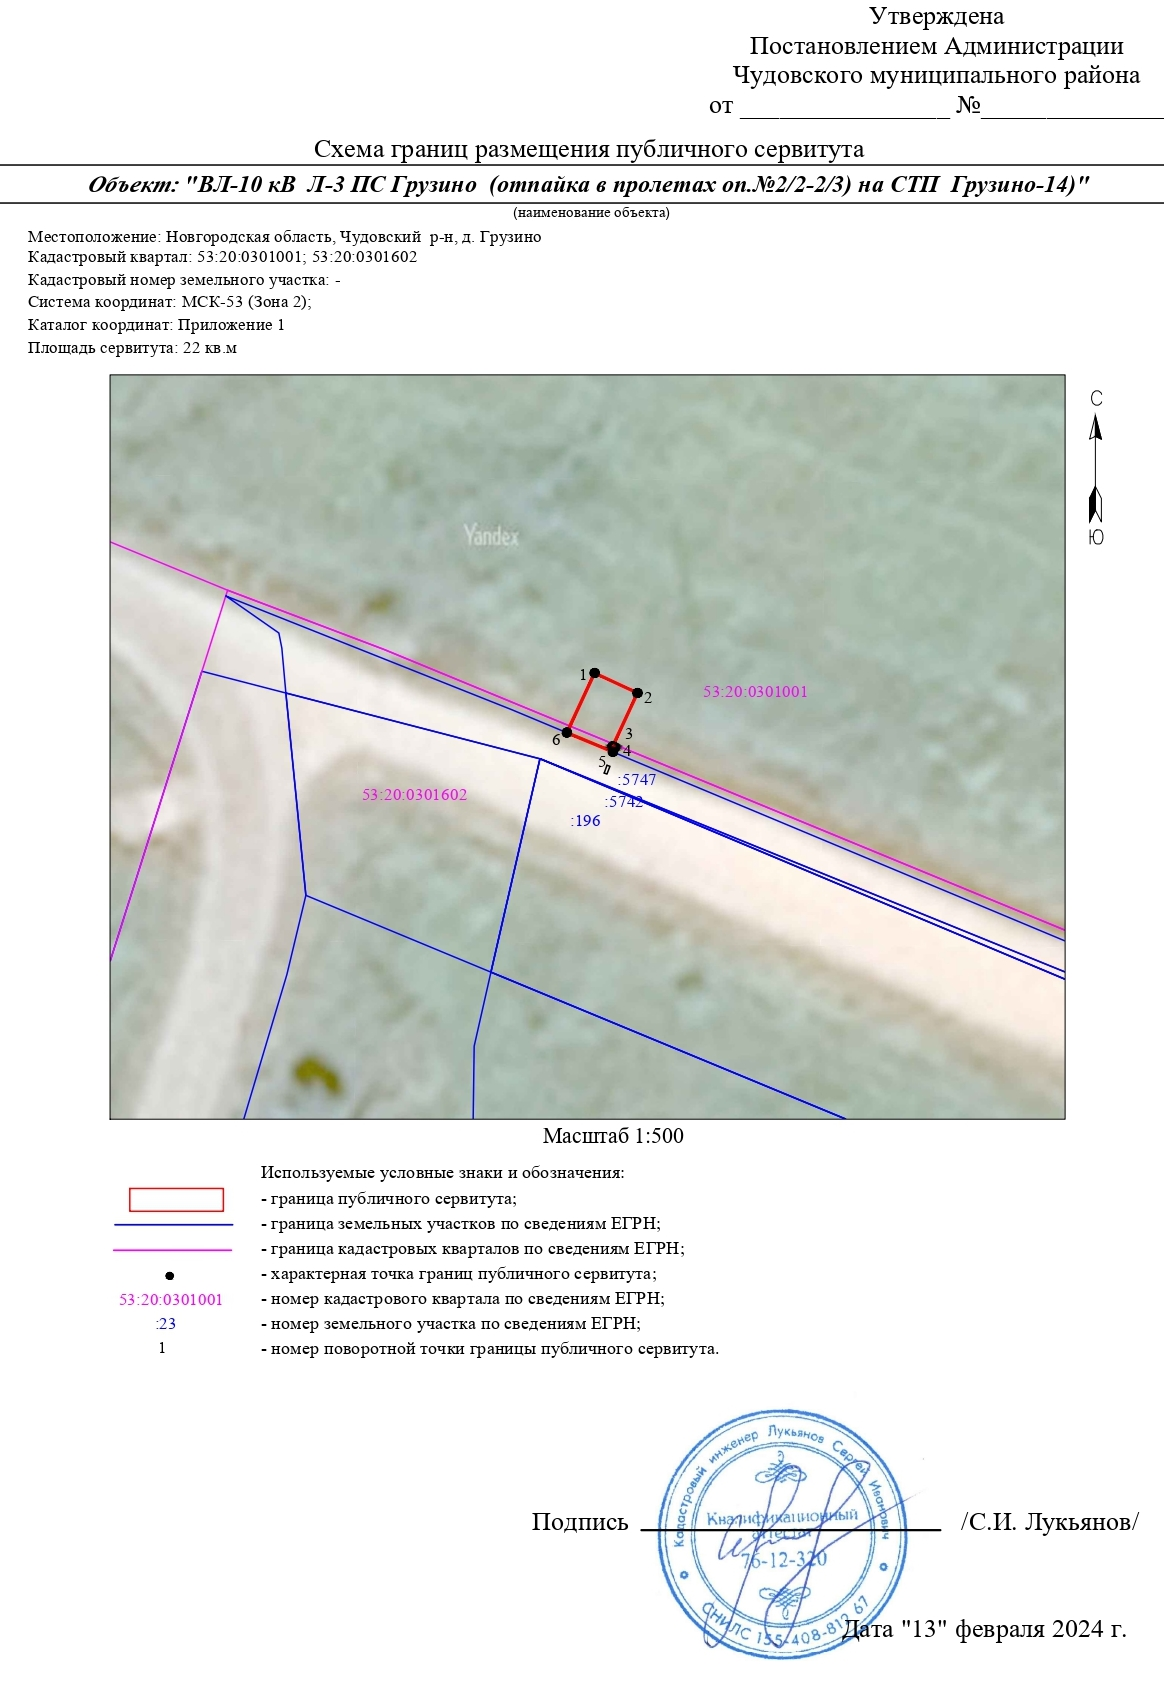 Утверждена
Постановлением Администрации
Чудовского муниципального района
от ________________ №______________
Схема границ размещения публичного сервитута
Объект: "ВЛ-10 кВ Л-3 ПС Грузино (отпайка в пролетах оп.№2/2-2/3) на СТП Грузино-14)"
(наименование объекта)
Местоположение: Новгородская область, Чудовский р-н, д. Грузино
Кадастровый квартал: 53:20:0301001; 53:20:0301602
Кадастровый номер земельного участка: -
Система координат: МСК-53 (Зона 2);
Каталог координат: Приложение 1
Площадь сервитута: 22 кв.м
С
Ю
Yandex
1
2
53:20:0301001
3
6
4
5
:5747
53:20:0301602
:5742
:196
Масштаб 1:500
Используемые условные знаки и обозначения:
- граница публичного сервитута;
- граница земельных участков по сведениям ЕГРН;
- граница кадастровых кварталов по сведениям ЕГРН;
- характерная точка границ публичного сервитута;
53:20:0301001 - номер кадастрового квартала по сведениям ЕГРН;
:23 - номер земельного участка по сведениям ЕГРН;
1 - номер поворотной точки границы публичного сервитута.
Кадастровый инженер Лукьянов Сергей Иванович
Квалификационный
аттестат
76-12-320
СНИЛС 155-408-812 67
Подпись /С.И. Лукьянов/
Дата "13" февраля 2024 г.